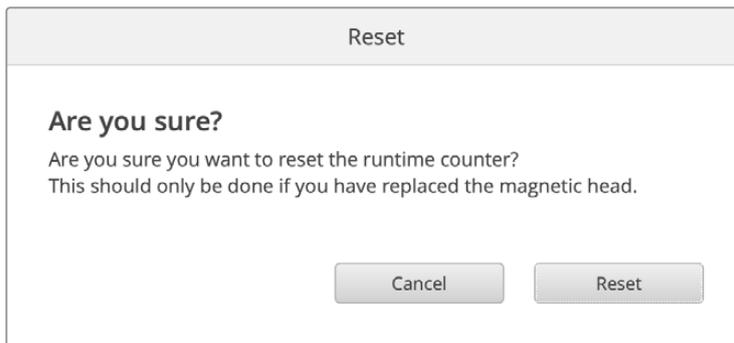 Reset
Are you sure?
Are you sure you want to reset the runtime counter?
This should only be done if you have replaced the magnetic head.
Cancel
Reset